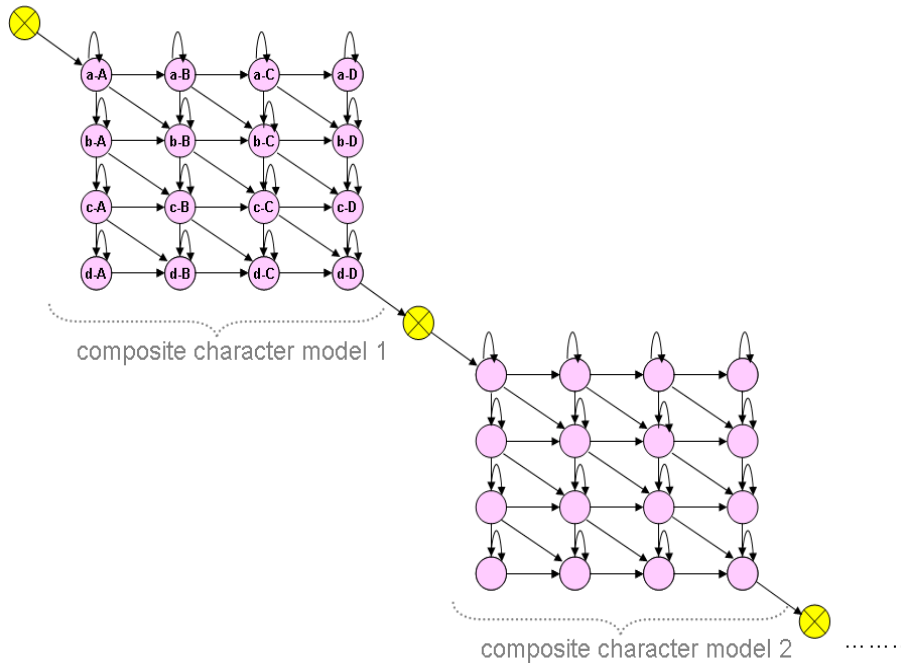 a-A a-B a-C a-D
b-A b-B b-C b-D
c-A c-B c-C c-D
d-A d-B d-C d-D
composite character model 1
composite character model 2 .......